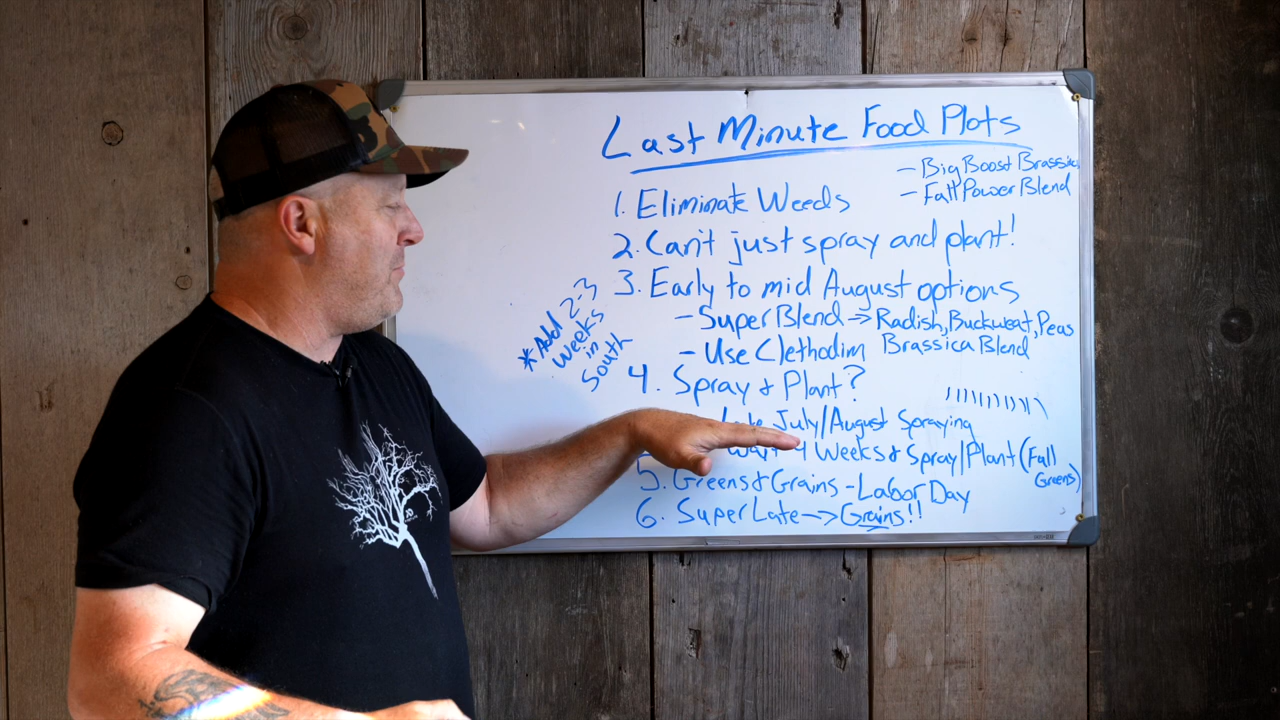 Last Minute Food Plots
- Big Boost Brassica
- Fall Power Blend
1. Eliminate Weeds
2. Can't just spray and plant!
3. Early to mid August options
- Super Blend -> Radish, Buckweat, Peas
- Use Clethodim Brassica Blend
* Add 2-3
Weeks
in
South
4. Spray & Plant?
July/August Spraying
4 Weeks & Spray/Plant (Fall
Greens)
5. Greens & Grains - Labor Day
6. Super Late -> Grains!!